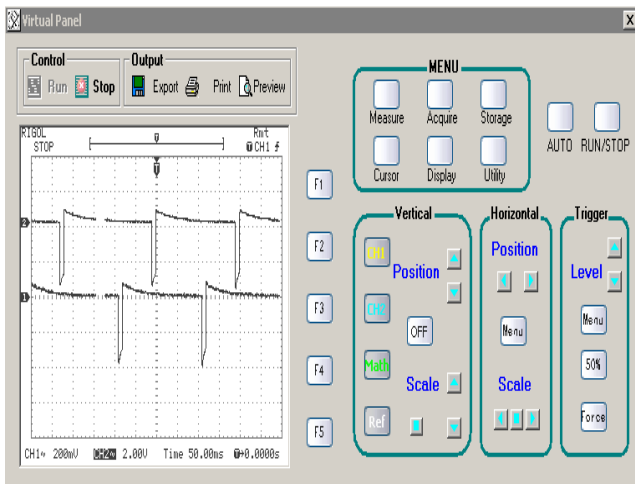 Virtual Panel
Control
Run
Stop
Output
Export
Print
Preview
RIGOL
STOP
Rmt
CH1
2
1
CH1~ 200mV CH2~ 2.00V Time 50.00ms →0.0000s
F1
F2
F3
F4
F5
MENU
Measure
Acquire
Storage
Cursor
Display
Utility
AUTO
RUN/STOP
Vertical
CH1
CH2
Math
Ref
Position
OFF
Scale
Horizontal
Position
Menu
Scale
Trigger
Level
Menu
50%
Force